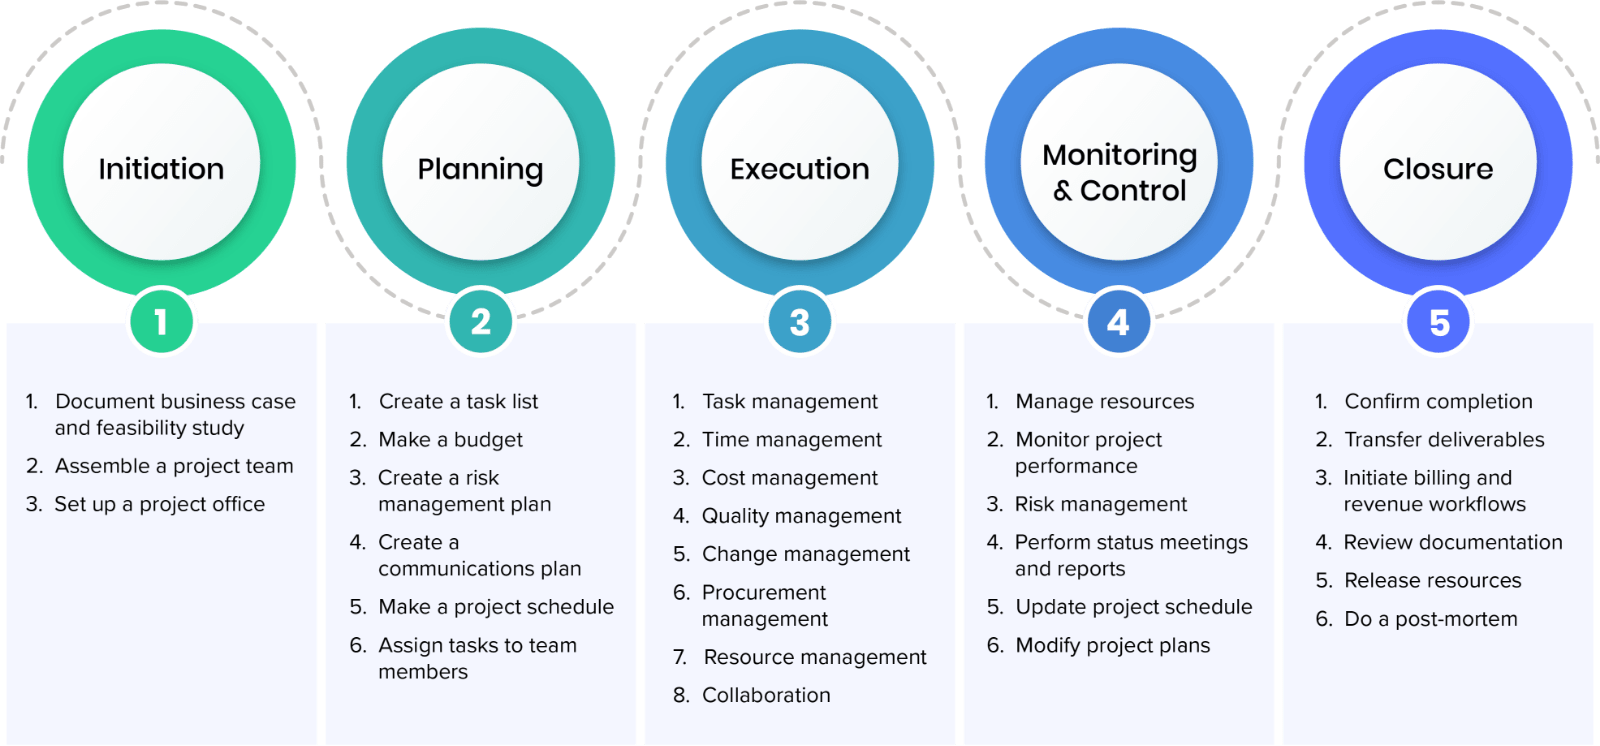 Initiation
1
1. Document business case
and feasibility study
2. Assemble a project team
3. Set up a project office
Planning
2
1. Create a task list
2. Make a budget
3. Create a risk
management plan
4. Create a
communications plan
5. Make a project schedule
6. Assign tasks to team
members
Execution
3
1. Task management
2. Time management
3. Cost management
4. Quality management
5. Change management
6. Procurement
management
7. Resource management
8. Collaboration
Monitoring
& Control
4
1. Manage resources
2. Monitor project
performance
3. Risk management
4. Perform status meetings
and reports
5. Update project schedule
6. Modify project plans
Closure
5
1. Confirm completion
2. Transfer deliverables
3. Initiate billing and
revenue workflows
4. Review documentation
5. Release resources
6. Do a post-mortem